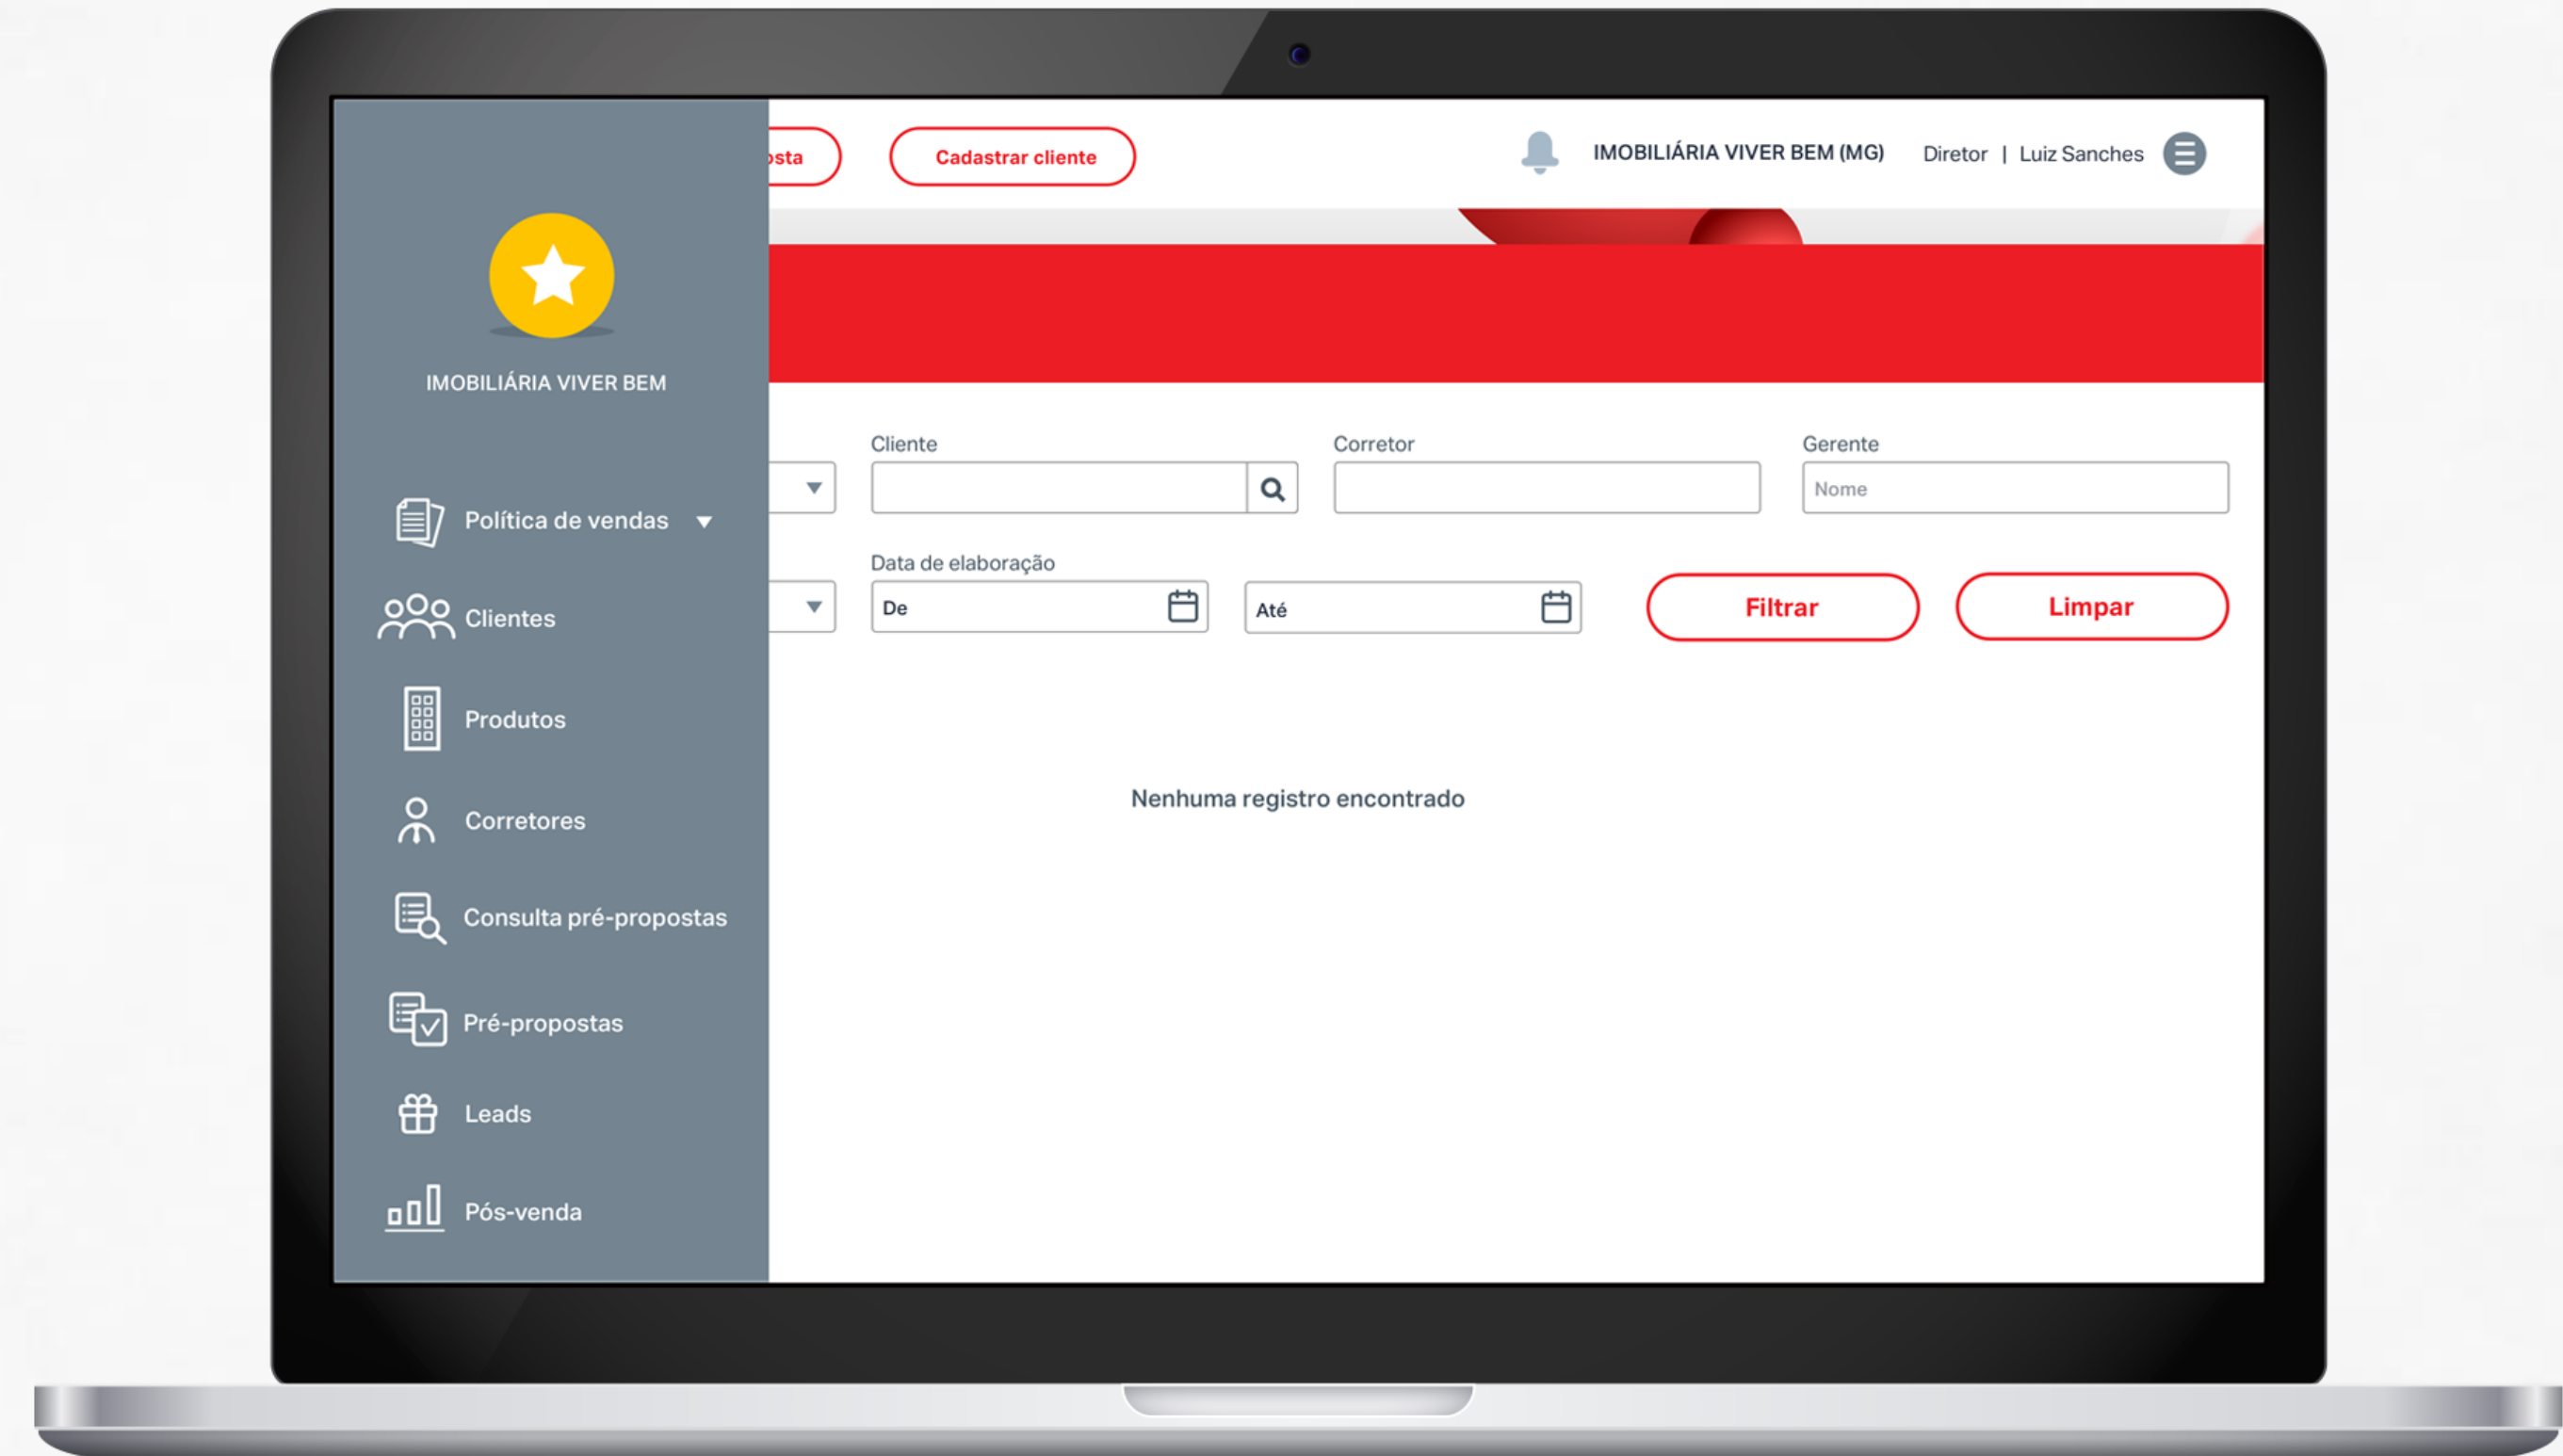 osta
Cadastrar cliente
IMOBILIÁRIA VIVER BEM (MG)
Diretor | Luiz Sanches
IMOBILIÁRIA VIVER BEM
Política de vendas
Clientes
Produtos
Corretores
Consulta pré-propostas
Pré-propostas
Leads
Pós-venda
Cliente
Corretor
Gerente
Nome
Data de elaboração
De
Até
Filtrar
Limpar
Nenhuma registro encontrado